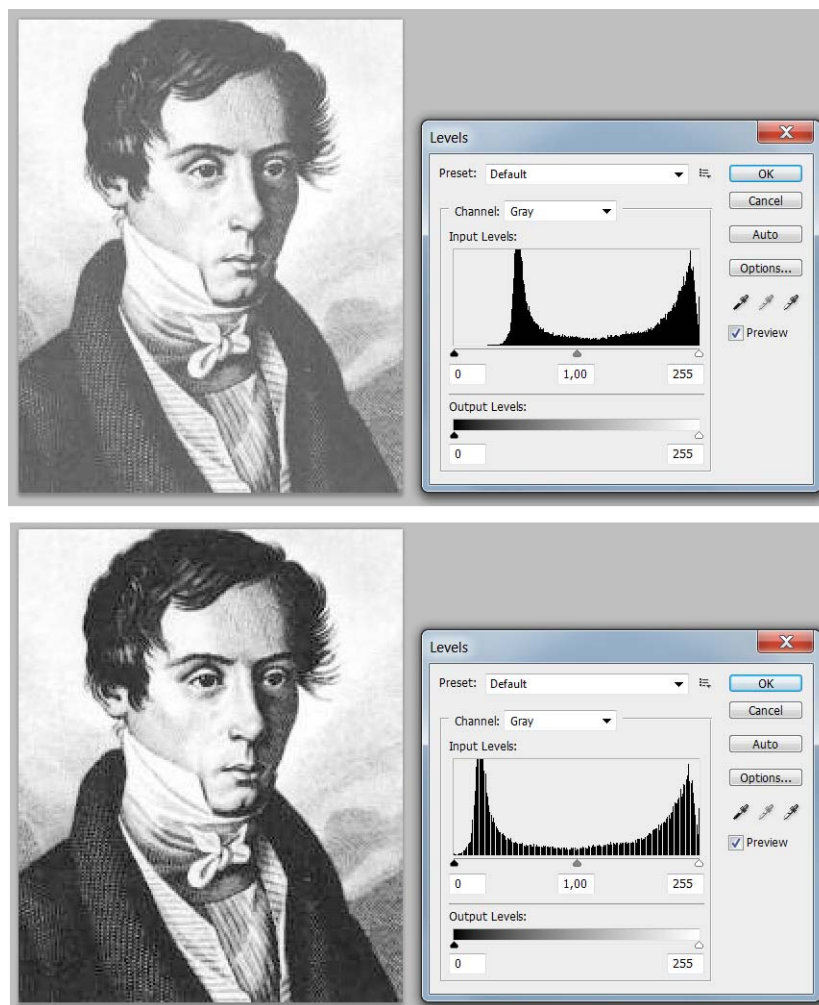 Levels
Preset: Default
OK
Cancel
Channel: Gray
Auto
Input Levels:
Options...
Preview
0 1,00 255
Output Levels:
0 255
Levels
Preset: Default
OK
Cancel
Channel: Gray
Auto
Input Levels:
Options...
Preview
0 1,00 255
Output Levels:
0 255